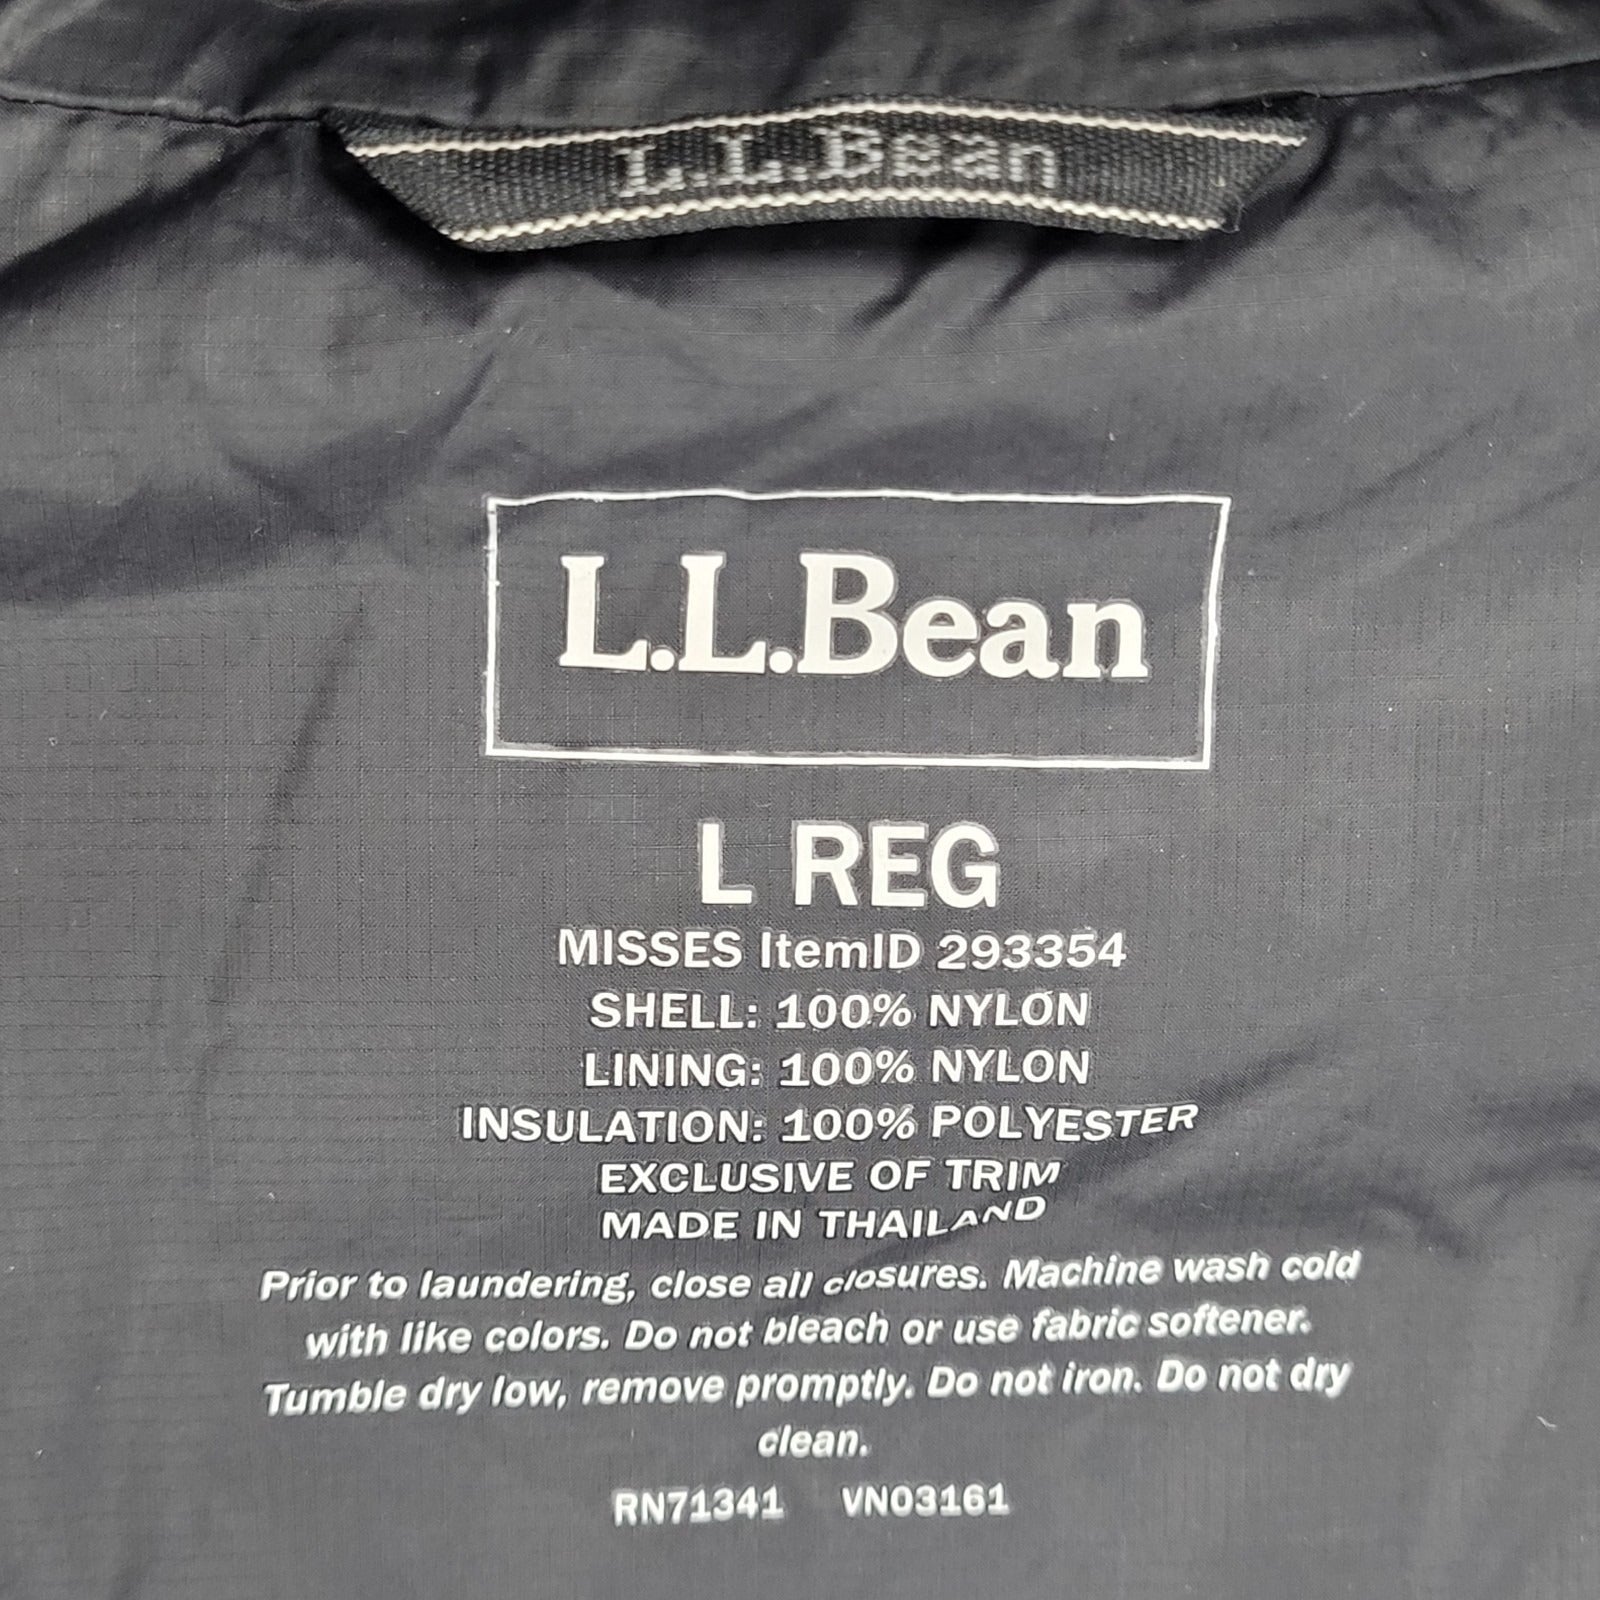 L.L.Bean
L.L.Bean
L REG
MISSES ItemID 293354
SHELL: 100% NYLON
LINING: 100% NYLON
INSULATION: 100% POLYESTER
EXCLUSIVE OF TRIM
MADE IN THAILAND
Prior to laundering, close all closures. Machine wash cold
with like colors. Do not bleach or use fabric softener.
Tumble dry low, remove promptly. Do not iron. Do not dry
clean.
RN71341 VN03161